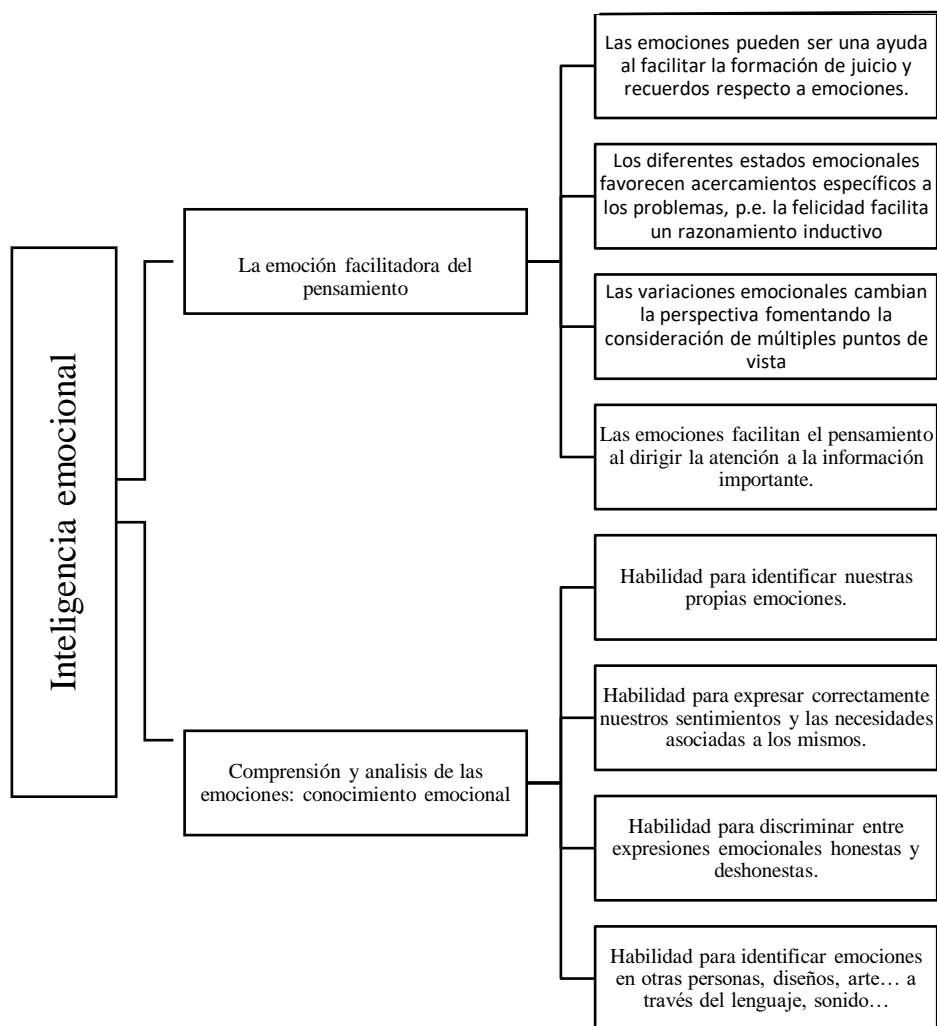 Inteligencia emocional
La emoción facilitadora del
pensamiento
Las emociones pueden ser una ayuda
al facilitar la formación de juicio y
recuerdos respecto a emociones.
Los diferentes estados emocionales
favorecen acercamientos específicos a
los problemas, p.e. la felicidad facilita
un razonamiento inductivo
Las variaciones emocionales cambian
la perspectiva fomentando la
consideración de múltiples puntos de
vista
Las emociones facilitan el pensamiento
al dirigir la atención a la información
importante.
Comprensión y analisis de las
emociones: conocimiento emocional
Habilidad para identificar nuestras
propias emociones.
Habilidad para expresar correctamente
nuestros sentimientos y las necesidades
asociadas a los mismos.
Habilidad para discriminar entre
expresiones emocionales honestas y
deshonestas.
Habilidad para identificar emociones
en otras personas, diseños, arte… a
través del lenguaje, sonido…